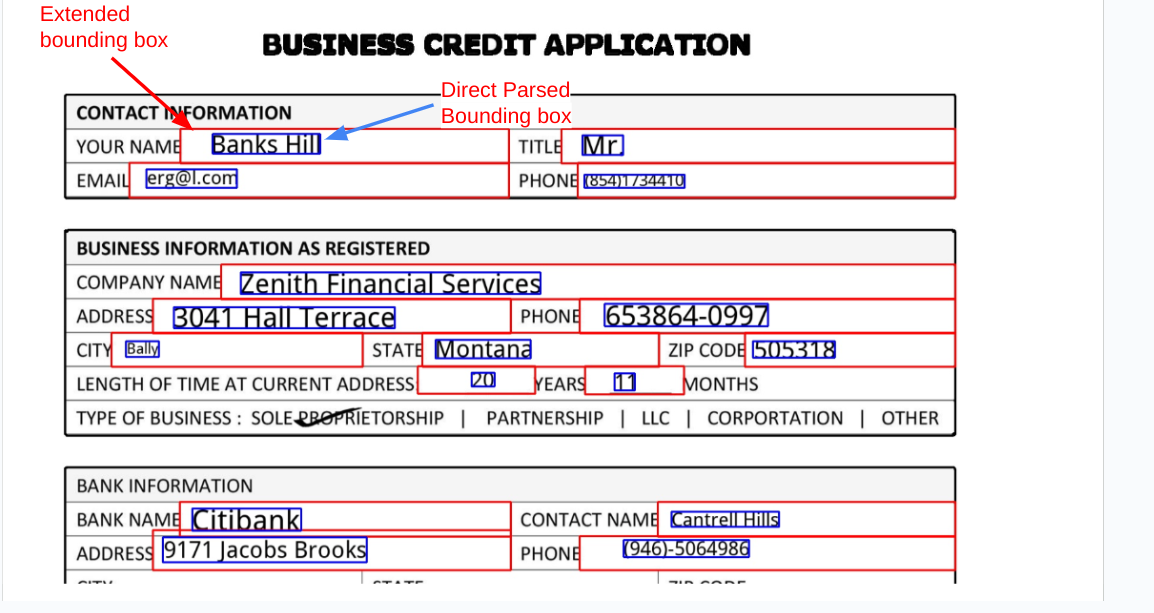 Extended
bounding box
BUSINESS CREDIT APPLICATION
Direct Parsed
Bounding box
CONTACT INFORMATION
YOUR NAME Banks Hill TITLE Mr.
EMAIL erg@l.com PHONE (854)1734410
BUSINESS INFORMATION AS REGISTERED
COMPANY NAME Zenith Financial Services
ADDRESS 3041 Hall Terrace PHONE 653864-0997
CITY Bally STATE Montana ZIP CODE 505318
LENGTH OF TIME AT CURRENT ADDRESS 20 YEARS 11 MONTHS
TYPE OF BUSINESS : SOLE PROPRIETORSHIP | PARTNERSHIP | LLC | CORPORTATION | OTHER
BANK INFORMATION
BANK NAME Citibank CONTACT NAME Cantrell Hills
ADDRESS 9171 Jacobs Brooks PHONE (946)-5064986
CITY STATE ZIP CODE